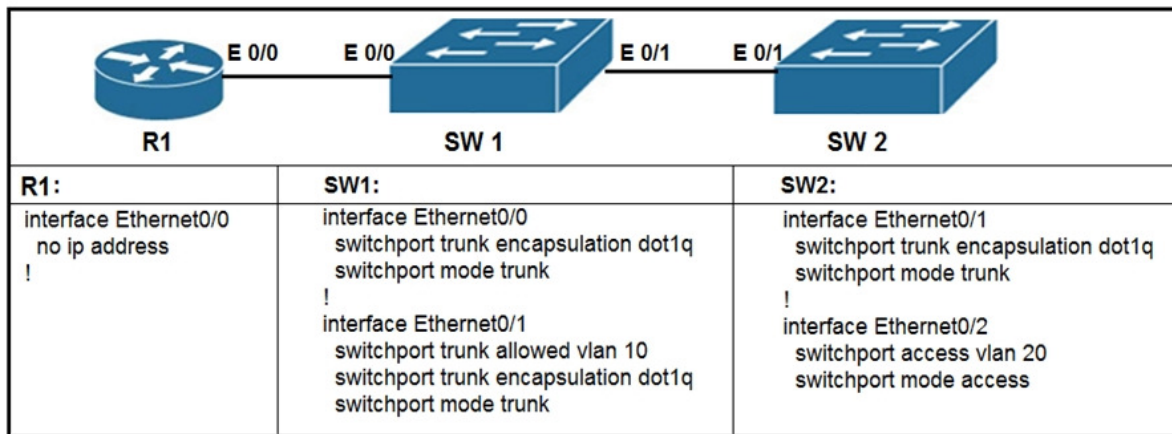 E 0/0 E 0/0 E 0/1 E 0/1
R1 SW 1 SW 2
R1:
interface Ethernet0/0
no ip address
!
SW1:
interface Ethernet0/0
switchport trunk encapsulation dot1q
switchport mode trunk
!
interface Ethernet0/1
switchport trunk allowed vlan 10
switchport trunk encapsulation dot1q
switchport mode trunk
SW2:
interface Ethernet0/1
switchport trunk encapsulation dot1q
switchport mode trunk
!
interface Ethernet0/2
switchport access vlan 20
switchport mode access